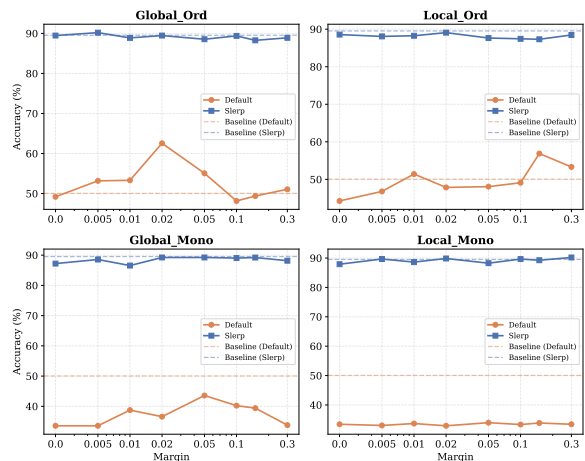 Global_Ord
Accuracy (%)
90
80
70
60
50
Default
Slerp
Baseline (Default)
Baseline (Slerp)
0.0
0.005
0.01
0.02
0.05
0.1
0.3
Local_Ord
90
80
70
60
50
Default
Slerp
Baseline (Default)
Baseline (Slerp)
0.0
0.005
0.01
0.02
0.05
0.1
0.3
Global_Mono
Accuracy (%)
90
80
70
60
50
40
Default
Slerp
Baseline (Default)
Baseline (Slerp)
0.0
0.005
0.01
0.02
0.05
0.1
0.3
Margin
Local_Mono
90
80
70
60
50
40
Default
Slerp
Baseline (Default)
Baseline (Slerp)
0.0
0.005
0.01
0.02
0.05
0.1
0.3
Margin